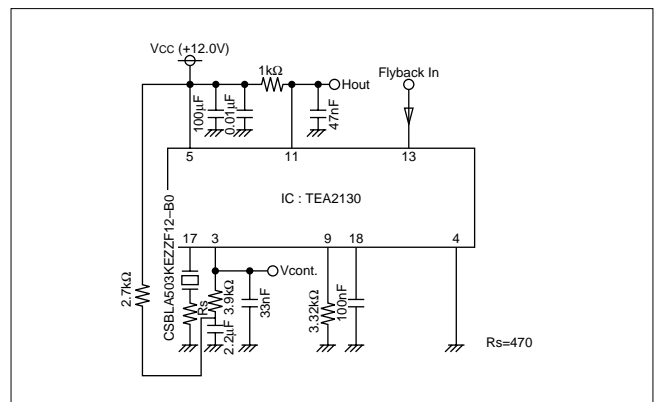 VCC (+12.0V)
1kΩ
Hout
Flyback In
100μF
0.01μF
47nF
5
11
13
IC : TEA2130
CSBLA503KEZZF12–B0
17
3
9
18
4
Vcont.
2.7kΩ
Rs
3.9kΩ
33nF
3.32kΩ
100nF
2.2μF
Rs=470